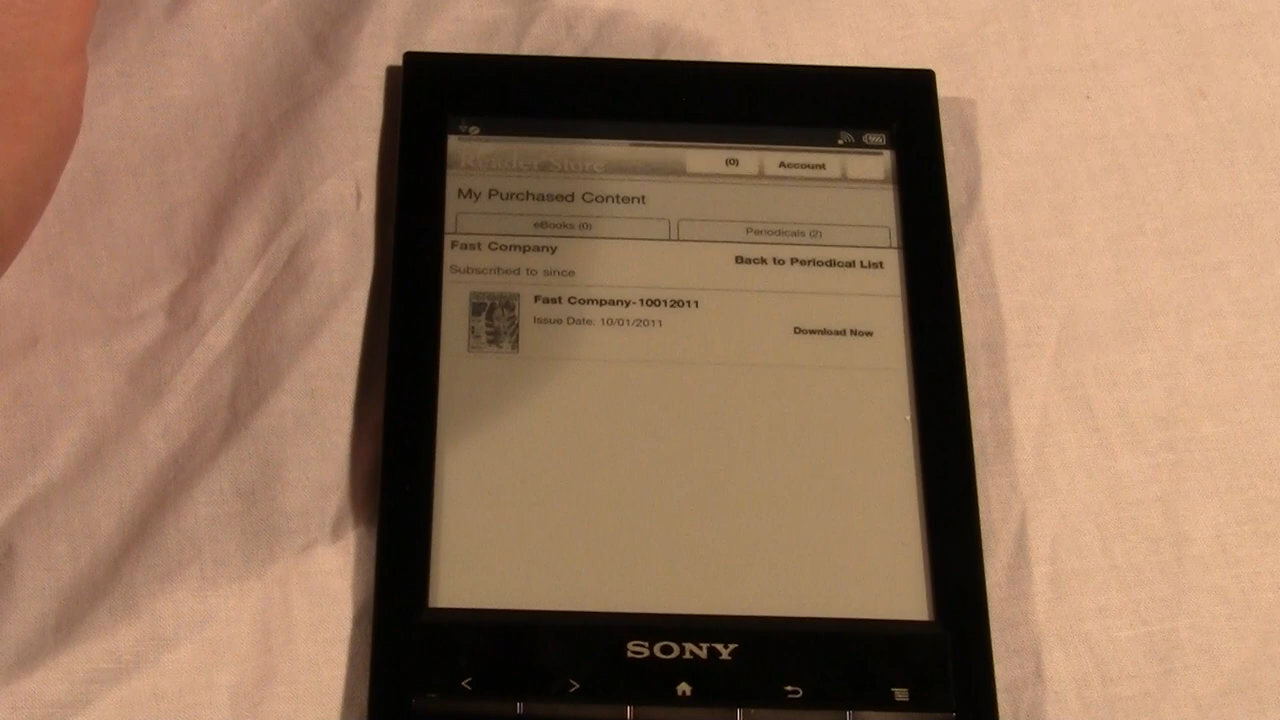 Reader Store
(0)
Account
My Purchased Content
eBooks (0)
Periodicals (2)
Fast Company
Back to Periodical List
Subscribed to since
Fast Company-10012011
Issue Date: 10/01/2011
Download Now
SONY